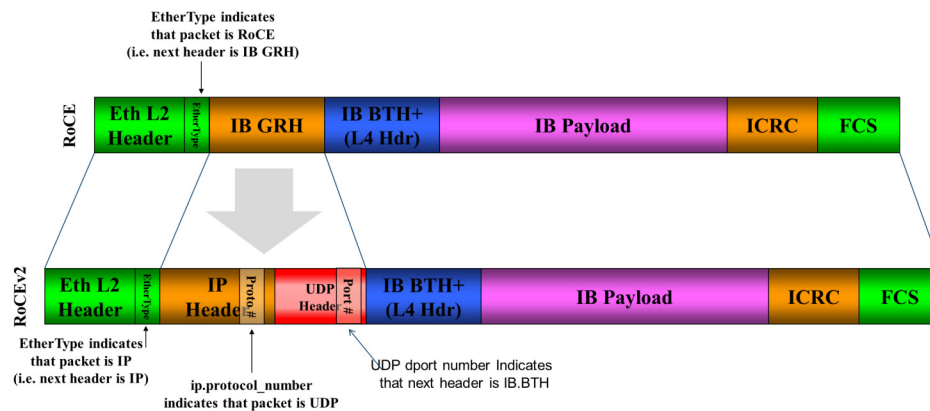 EtherType indicates
that packet is RoCE
(i.e. next header is IB GRH)
RoCE
Eth L2
Header
EtherType
IB GRH
IB BTH+
(L4 Hdr)
IB Payload
ICRC
FCS
RoCEv2
Eth L2
Header
EtherType
IP
Header
Proto #
UDP
Header
Port #
IB BTH+
(L4 Hdr)
IB Payload
ICRC
FCS
EtherType indicates
that packet is IP
(i.e. next header is IP)
ip.protocol_number
indicates that packet is UDP
UDP dport number Indicates
that next header is IB.BTH